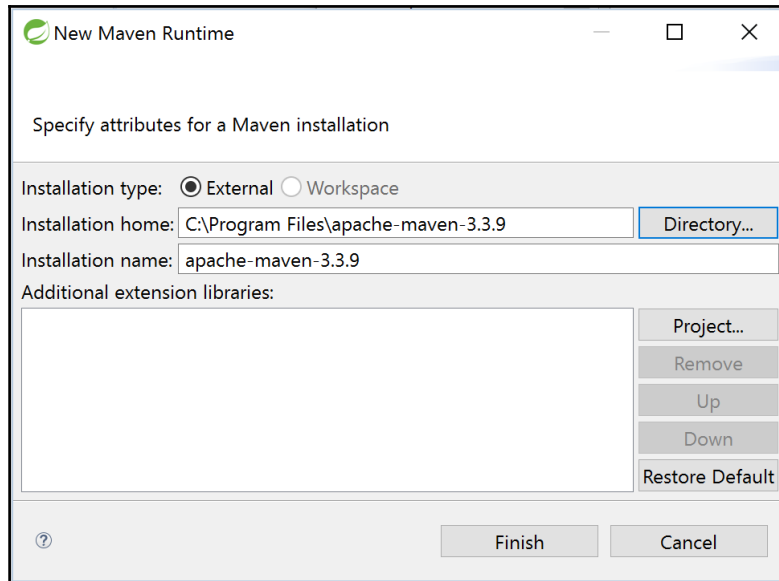 New Maven Runtime
Specify attributes for a Maven installation
Installation type: External Workspace
Installation home: C:\Program Files\apache-maven-3.3.9 Directory...
Installation name: apache-maven-3.3.9
Additional extension libraries:
Project...
Remove
Up
Down
Restore Default
? Finish Cancel